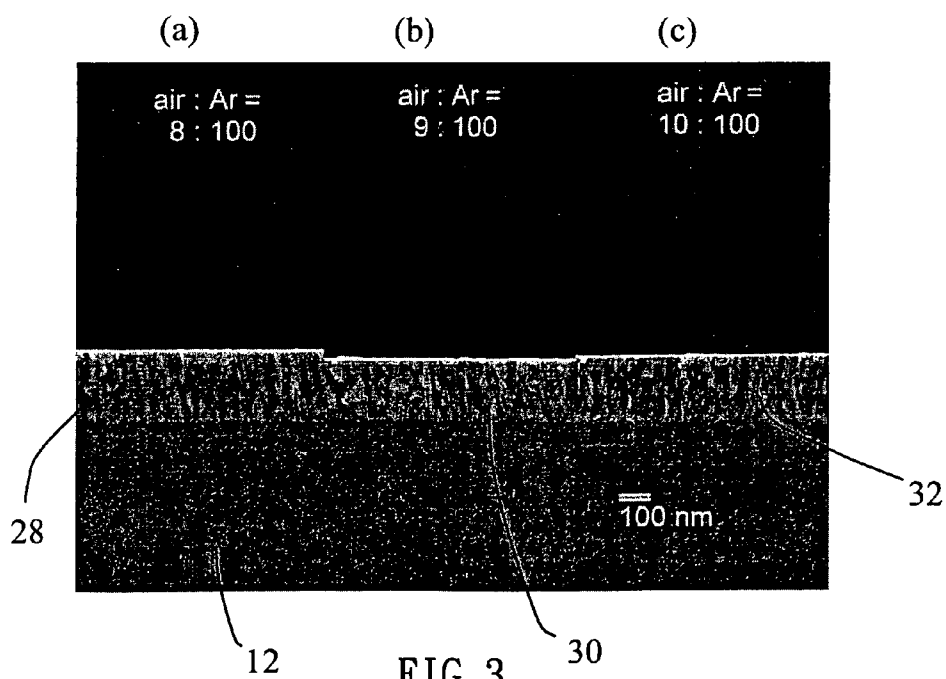 (a) (b) (c)
air : Ar = air : Ar = air : Ar =
8 : 100 9 : 100 10 : 100
100 nm
32
28
12 30
FIG. 3